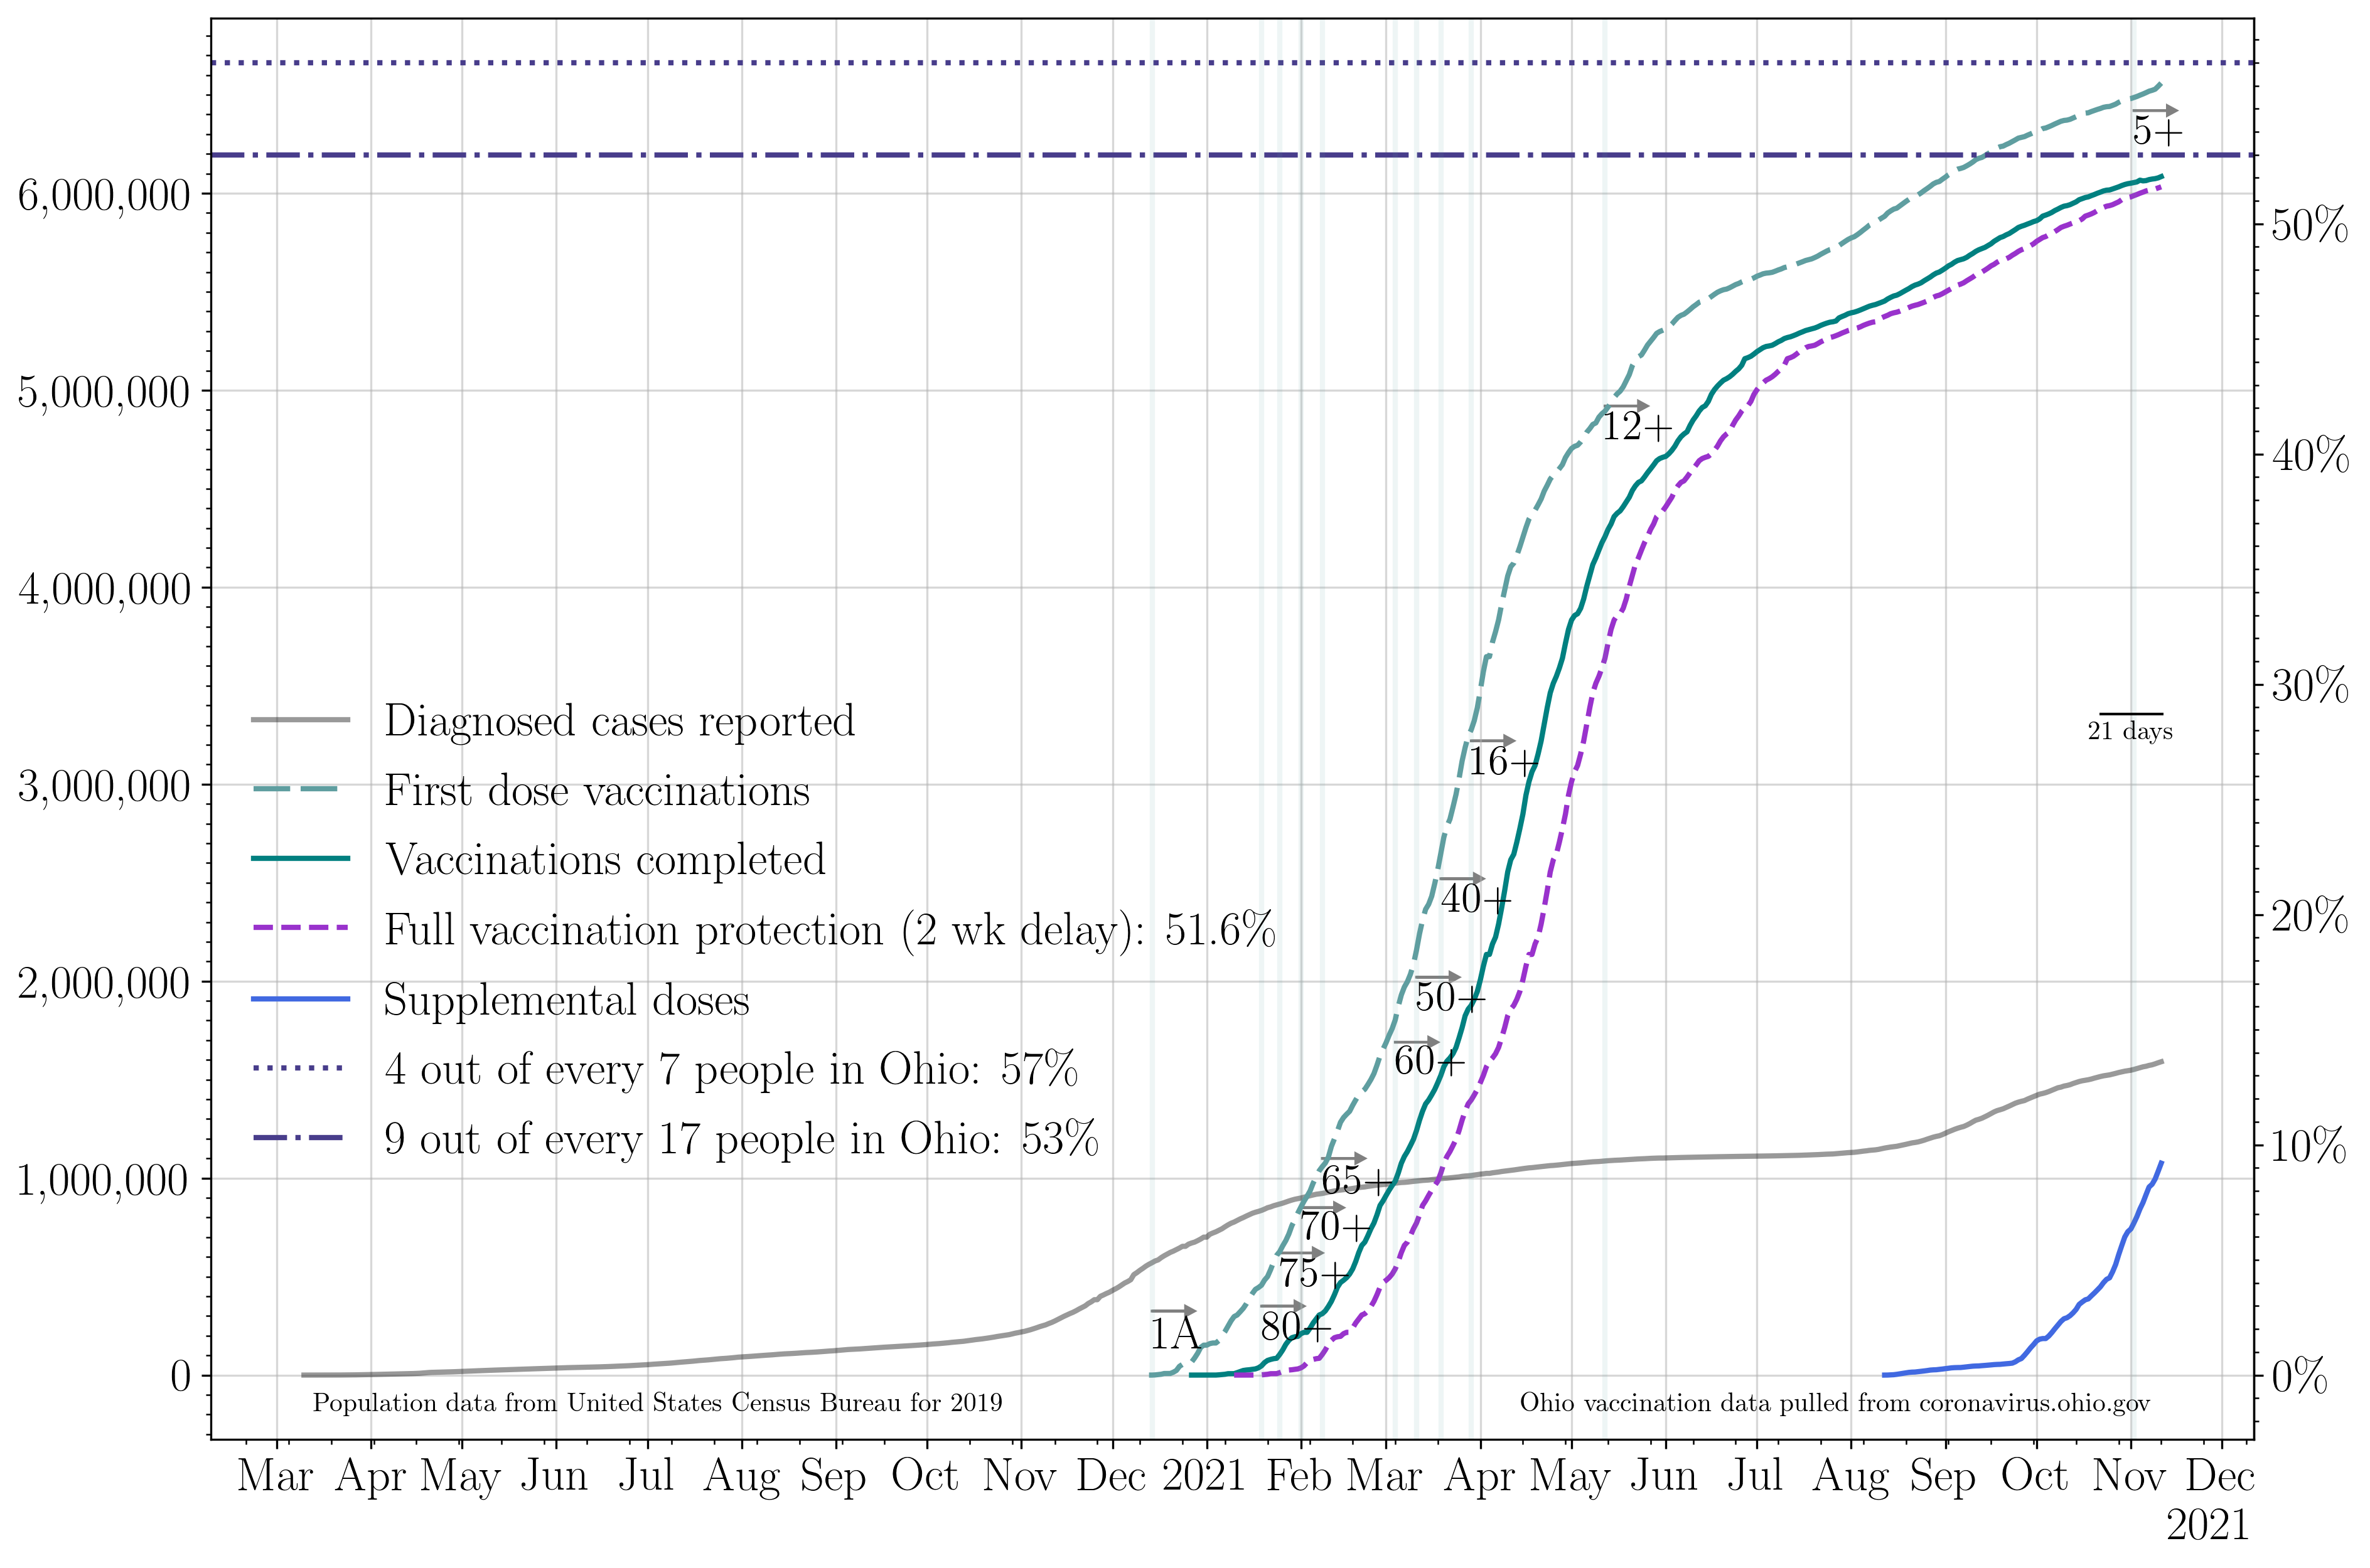 6,000,000
5,000,000
4,000,000
3,000,000
2,000,000
1,000,000
0
50%
40%
30%
20%
10%
0%
5+
12+
16+
40+
50+
60+
65+
70+
75+
80+
1A
21 days
Diagnosed cases reported
First dose vaccinations
Vaccinations completed
Full vaccination protection (2 wk delay): 51.6%
Supplemental doses
4 out of every 7 people in Ohio: 57%
9 out of every 17 people in Ohio: 53%
Population data from United States Census Bureau for 2019
Ohio vaccination data pulled from coronavirus.ohio.gov
Mar Apr May Jun Jul Aug Sep Oct Nov Dec 2021 Feb Mar Apr May Jun Jul Aug Sep Oct Nov Dec
2021